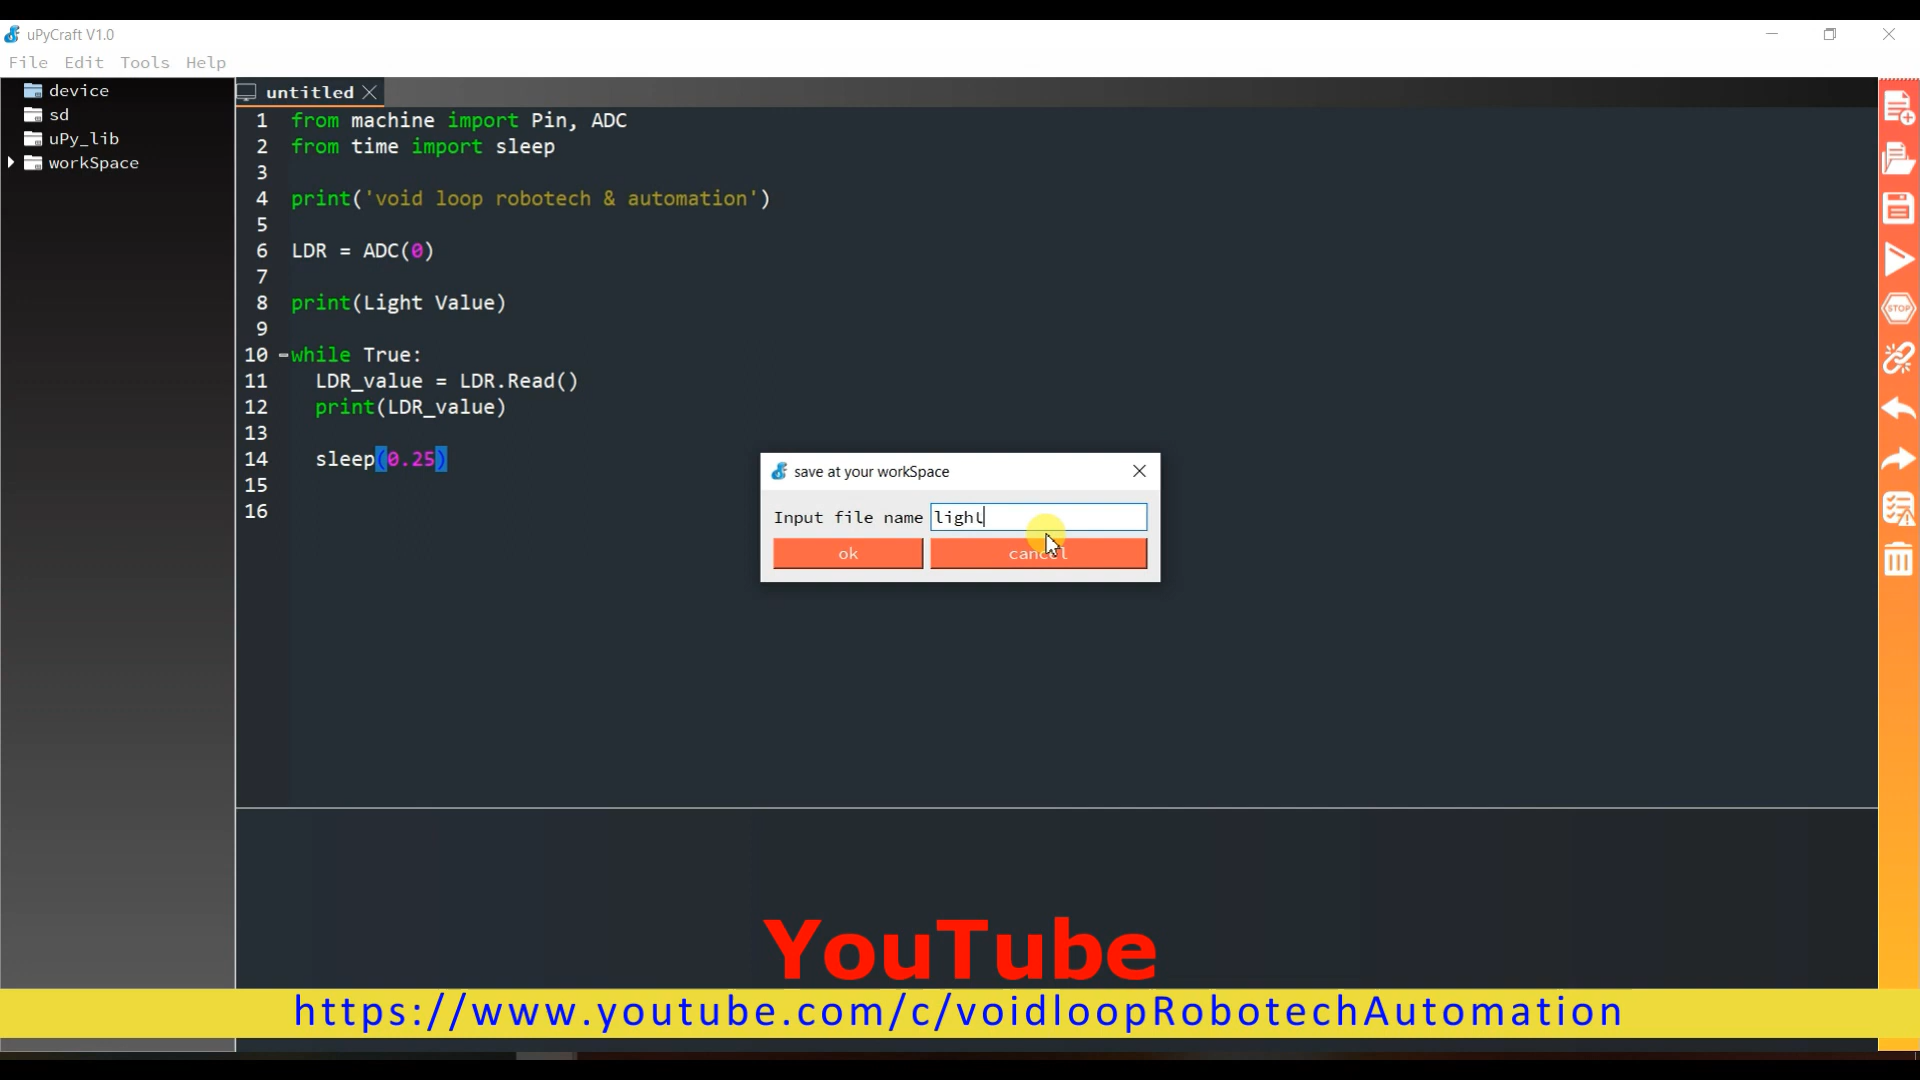 uPyCraft V1.0
File Edit Tools Help
device
sd
uPy_lib
workSpace
untitled
1 from machine import Pin, ADC
2 from time import sleep
3
4 print('void loop robotech & automation')
5
6 LDR = ADC(0)
7
8 print(Light Value)
9
10 while True:
11 LDR_value = LDR.Read()
12 print(LDR_value)
13
14 sleep(0.25)
15
16
save at your workSpace
Input file name light
ok cancel
STOP
YouTube
https://www.youtube.com/c/voidloopRobotechAutomation